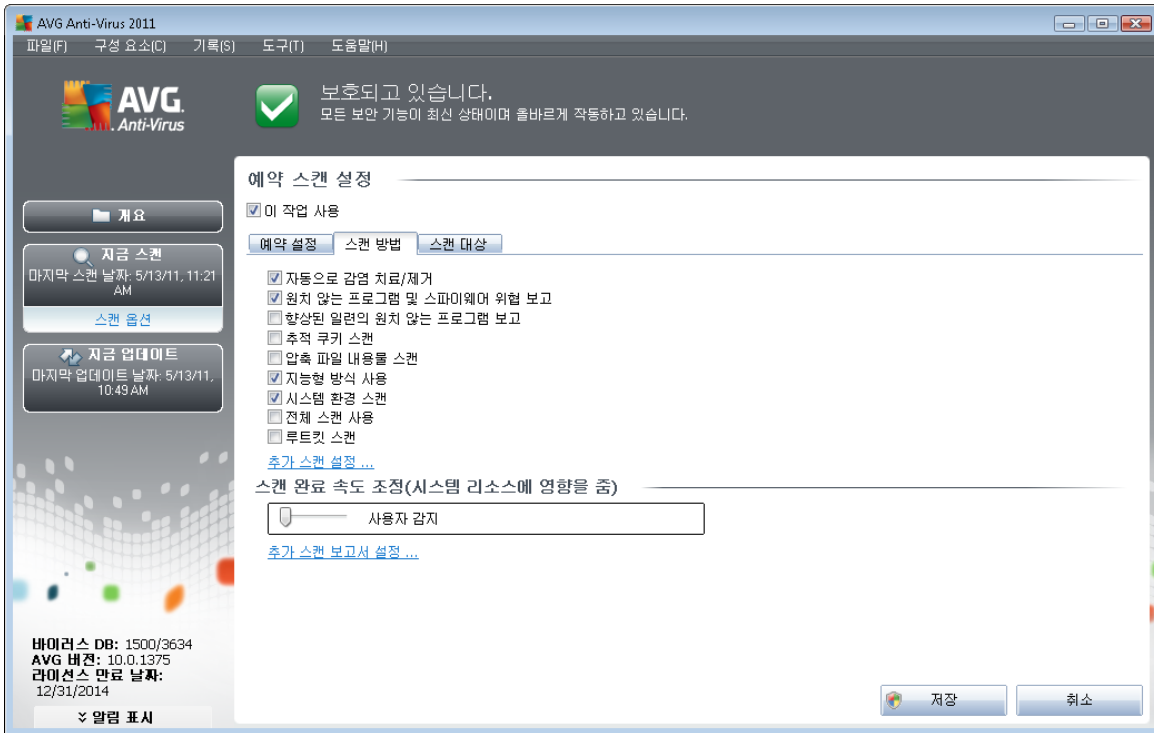 AVG Anti-Virus 2011
파일(F) 구성 요소(C) 기록(S) 도구(T) 도움말(H)
AVG.
Anti-Virus
보호되고 있습니다.
모든 보안 기능이 최신 상태이며 올바르게 작동하고 있습니다.
개요
지금 스캔
마지막 스캔 날짜: 5/13/11, 11:21
AM
스캔 옵션
지금 업데이트
마지막 업데이트 날짜: 5/13/11,
10:49 AM
바이러스 DB: 1500/3634
AVG 버전: 10.0.1375
라이선스 만료 날짜:
12/31/2014
알림 표시
예약 스캔 설정
이 작업 사용
예약 설정 스캔 방법 스캔 대상
자동으로 감염 치료/제거
원치 않는 프로그램 및 스파이웨어 위협 보고
향상된 일련의 원치 않는 프로그램 보고
추적 쿠키 스캔
압축 파일 내용물 스캔
지능형 방식 사용
시스템 환경 스캔
전체 스캔 사용
루트킷 스캔
추가 스캔 설정 ...
스캔 완료 속도 조정(시스템 리소스에 영향을 줌)
사용자 감지
추가 스캔 보고서 설정 ...
저장 취소